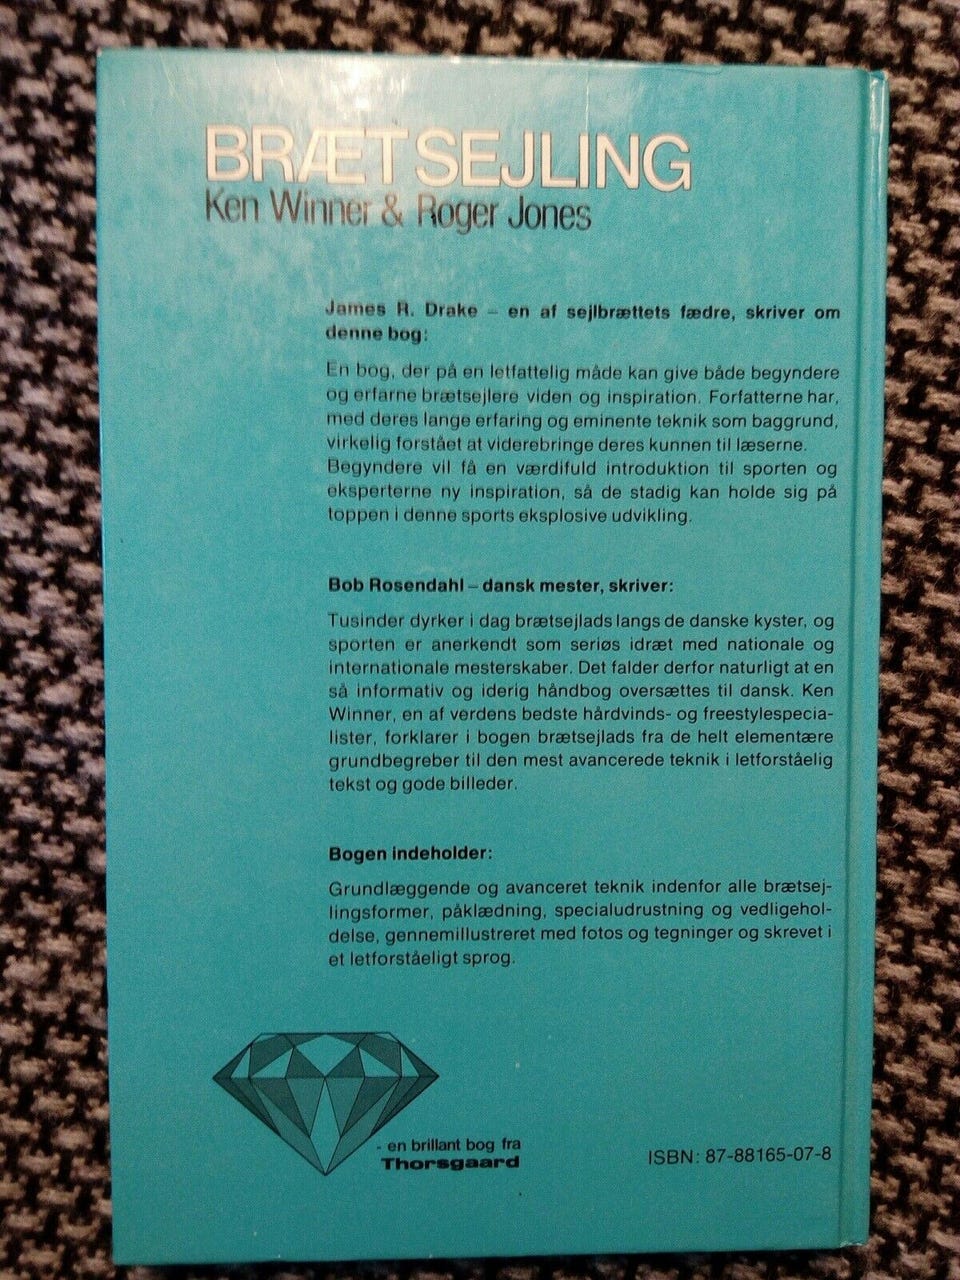 BRÆTSEJLING
Ken Winner & Roger Jones
James R. Drake – en af sejlbrættets fædre, skriver om
denne bog:
En bog, der på en letfattelig måde kan give både begyndere
og erfarne brætsejlere viden og inspiration. Forfatterne har,
med deres lange erfaring og eminente teknik som baggrund,
virkelig forstået at viderebringe deres kunnen til læserne.
Begyndere vil få en værdifuld introduktion til sporten og
eksperterne ny inspiration, så de stadig kan holde sig på
toppen i denne sports eksplosive udvikling.
Bob Rosendahl – dansk mester, skriver:
Tusinder dyrker i dag brætsejlads langs de danske kyster, og
sporten er anerkendt som seriøs idræt med nationale og
internationale mesterskaber. Det falder derfor naturligt at en
så informativ og iderig håndbog oversættes til dansk. Ken
Winner, en af verdens bedste hårdvinds- og freestylespecia-
lister, forklarer i bogen brætsejlads fra de helt elementære
grundbegreber til den mest avancerede teknik i letforståelig
tekst og gode billeder.
Bogen indeholder:
Grundlæggende og avanceret teknik indenfor alle brætsej-
lingsformer, påklædning, specialudrustning og vedligehol-
delse, gennemillustreret med fotos og tegninger og skrevet i
et letforståeligt sprog.
- en brillant bog fra
Thorsgaard
ISBN: 87-88165-07-8